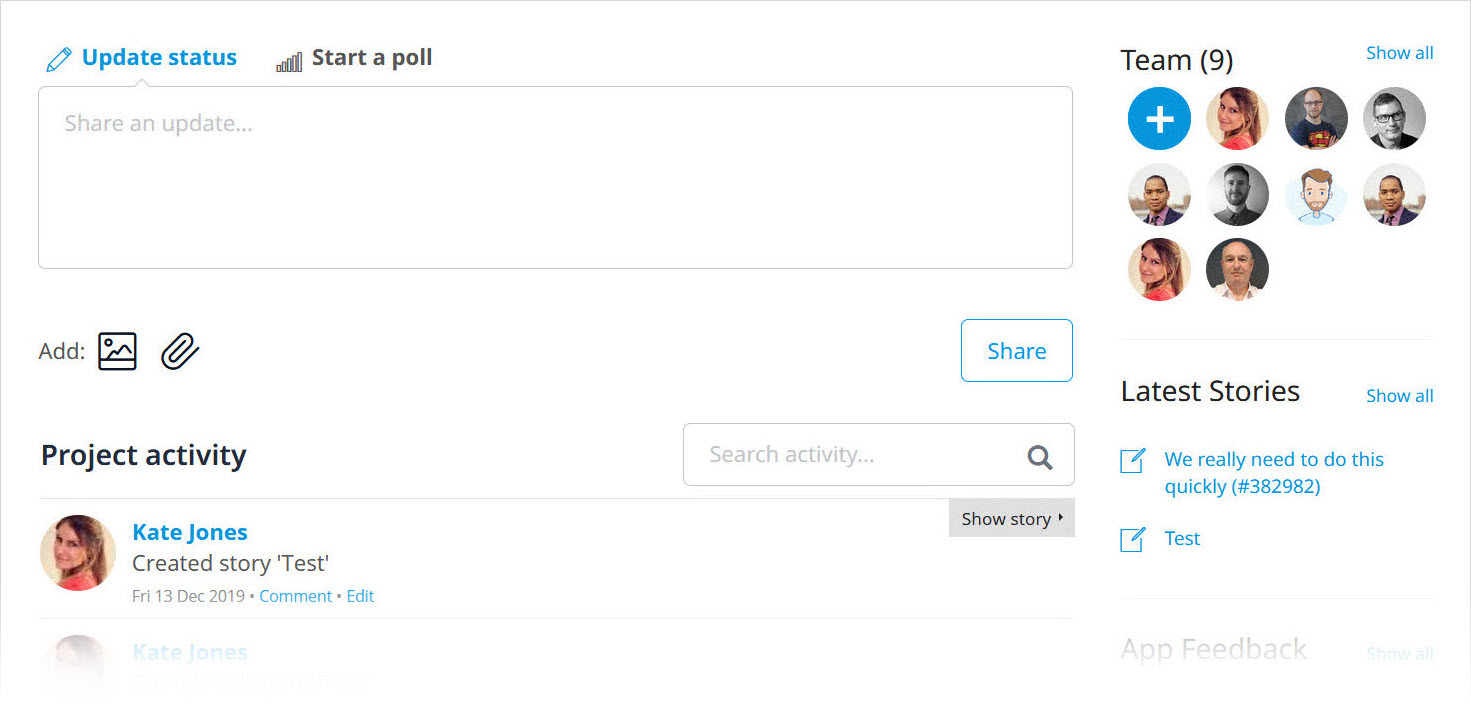 Update status
Start a poll
Share an update...
Add:
Share
Project activity
Search activity...
Show story
Kate Jones
Created story 'Test'
Fri 13 Dec 2019 • Comment • Edit
Kate Jones
Team (9)
Show all
Latest Stories
Show all
We really need to do this
quickly (#382982)
Test
App Feedback
Show all